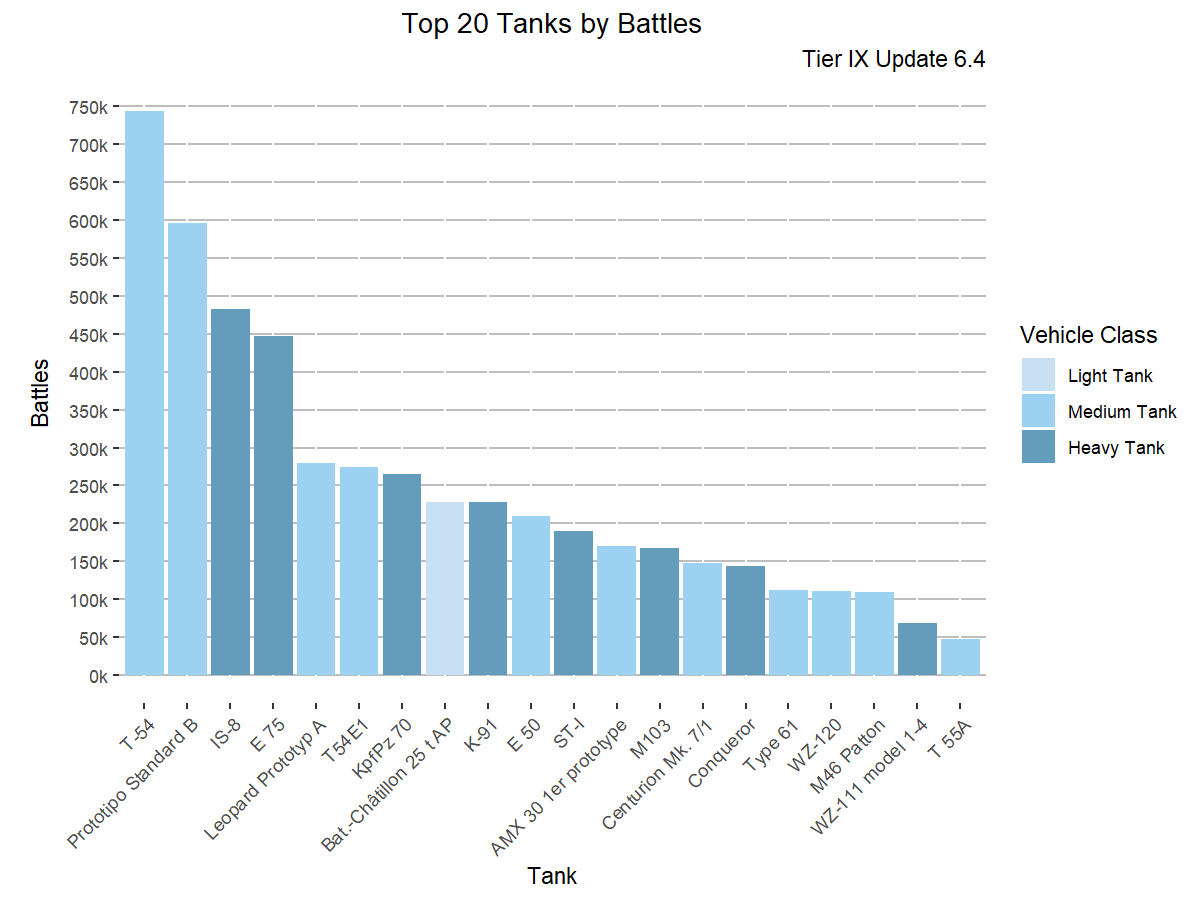 Top 20 Tanks by Battles
Tier IX Update 6.4
Battles
750k
700k
650k
600k
550k
500k
450k
400k
350k
300k
250k
200k
150k
100k
50k
0k
T-54
Prototipo Standard B
IS-8
E 75
Leopard Prototyp A
T54E1
KpfPz 70
Bat.-Châtillon 25 t AP
K-91
E 50
ST-I
AMX 30 1er prototype
M103
Centurion Mk. 7/1
Conqueror
Type 61
WZ-120
M46 Patton
WZ-111 model 1-4
T 55A
Tank
Vehicle Class
Light Tank
Medium Tank
Heavy Tank